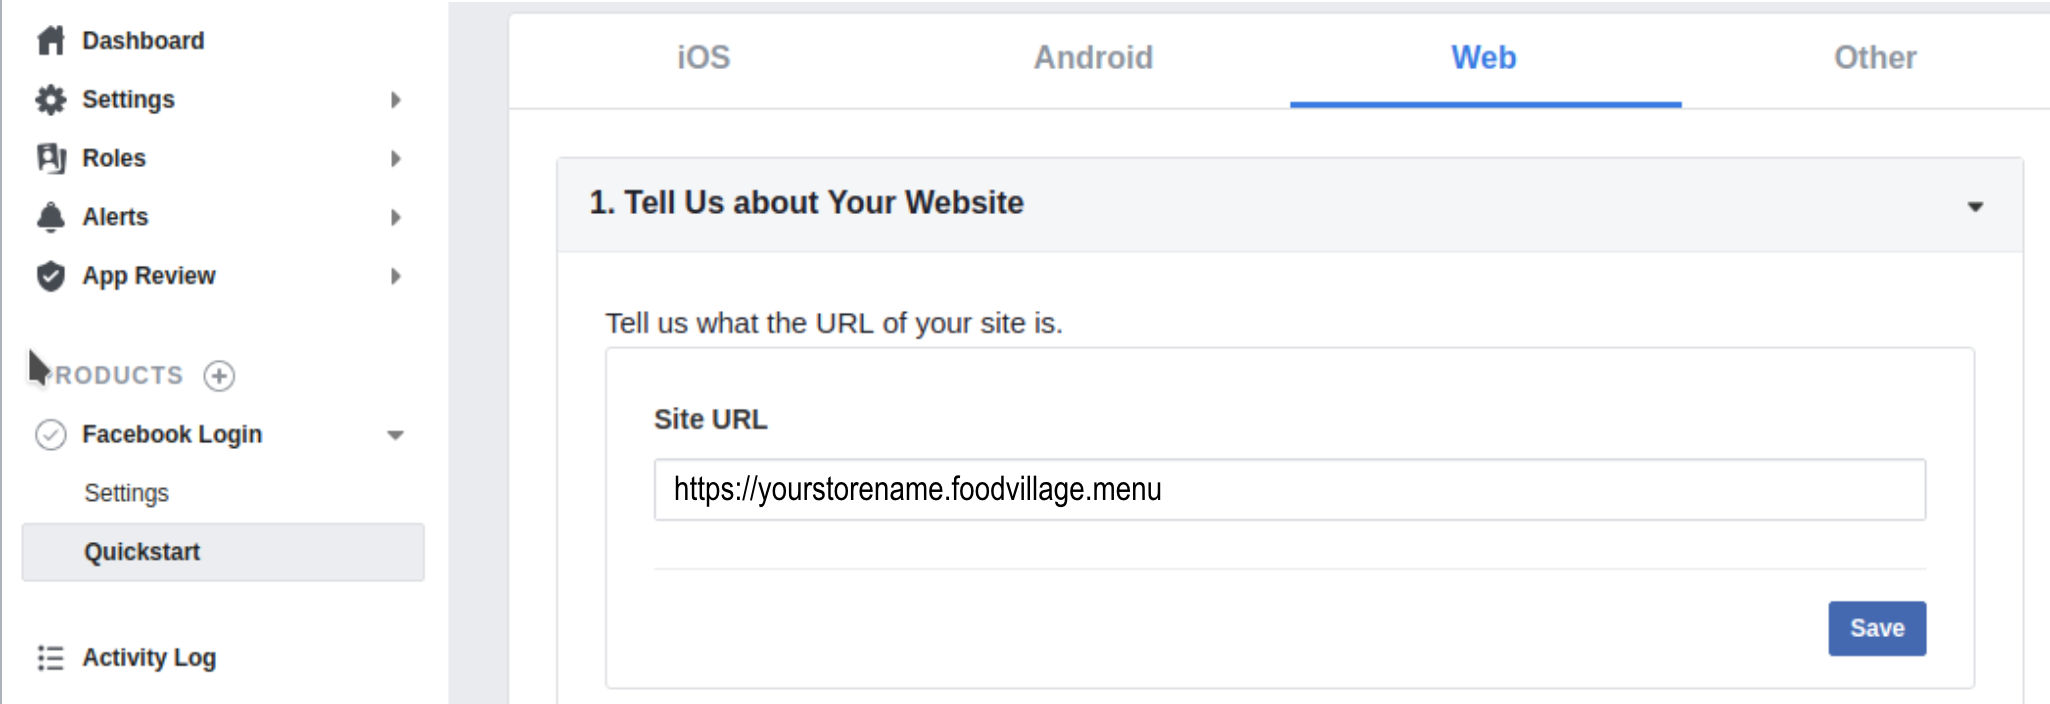 Dashboard
Settings
Roles
Alerts
App Review
RODUCTS
Facebook Login
Settings
Quickstart
Activity Log
iOS Android Web Other
1. Tell Us about Your Website
Tell us what the URL of your site is.
Site URL
https://yourstorename.foodvillage.menu
Save